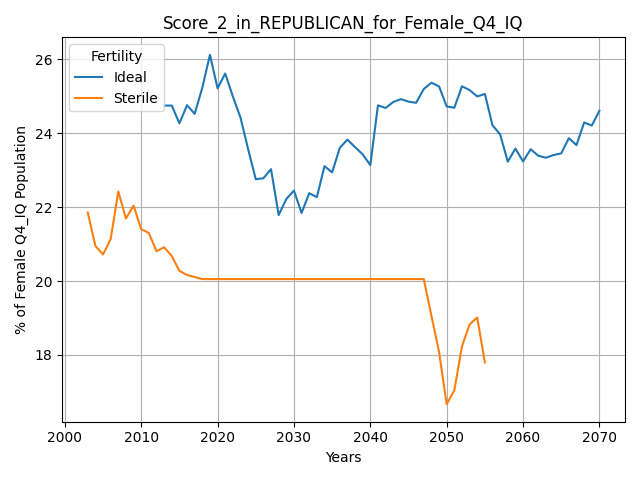 Score_2_in_REPUBLICAN_for_Female_Q4_IQ
% of Female Q4_IQ Population
26
24
22
20
18
Fertility
Ideal
Sterile
2000 2010 2020 2030 2040 2050 2060 2070
Years